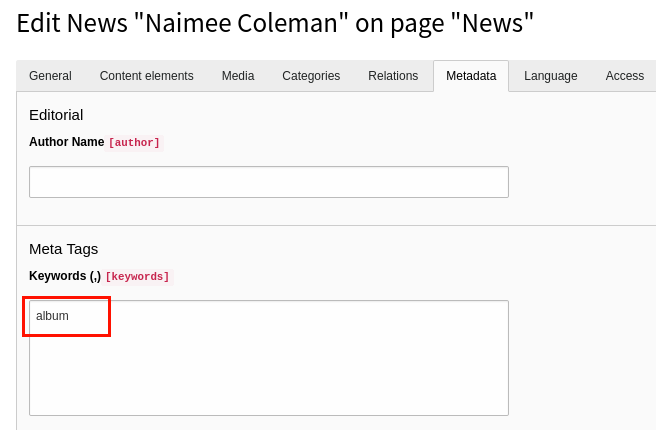 Edit News "Naimee Coleman" on page "News"
General Content elements Media Categories Relations Metadata Language Access
Editorial
Author Name [author]
Meta Tags
Keywords (,) [keywords]
album